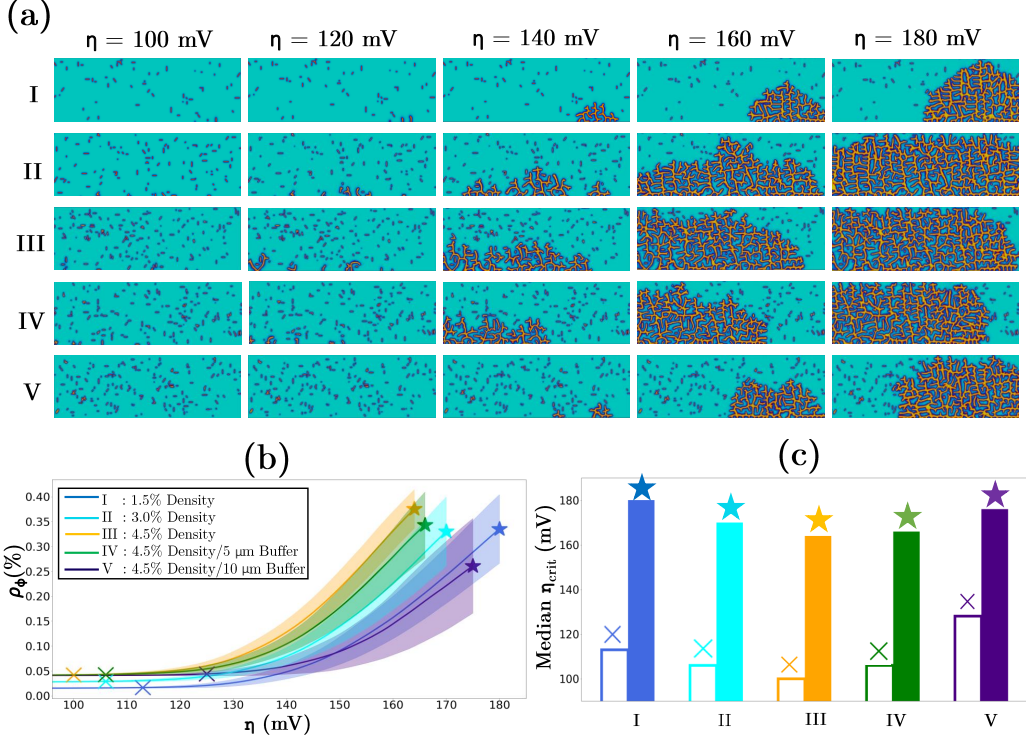 (a)
η = 100 mV η = 120 mV η = 140 mV η = 160 mV η = 180 mV
I
II
III
IV
V
(b)
0.40
0.35
0.30
0.25
0.20
0.15
0.10
0.05
0.00
ρϕ(%)
I : 1.5% Density
II : 3.0% Density
III : 4.5% Density
IV : 4.5% Density/5 µm Buffer
V : 4.5% Density/10 µm Buffer
100 110 120 130 140 150 160 170 180
η (mV)
(c)
180
160
140
120
100
Median ηcrit (mV)
I II III IV V